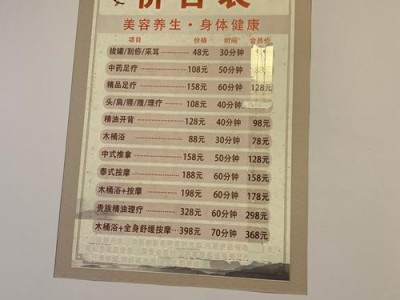 价目表
美容养生·身体健康
项目 价格 时间 会员价
拔罐/刮痧/采耳 48元 30分钟
中药足疗 108元 50分钟
精品足疗 158元 60分钟 128元
头/肩/颈/腹/理疗 108元 40分钟
精油开背 128元 40分钟 98元
木桶浴 88元 30分钟 78元
中式推拿 158元 50分钟 128元
泰式按摩 188元 60分钟 158元
木桶浴+按摩 198元 60分钟 178元
贵族精油理疗 328元 60分钟 298元
木桶浴+全身舒缓按摩 398元 70分钟 368元